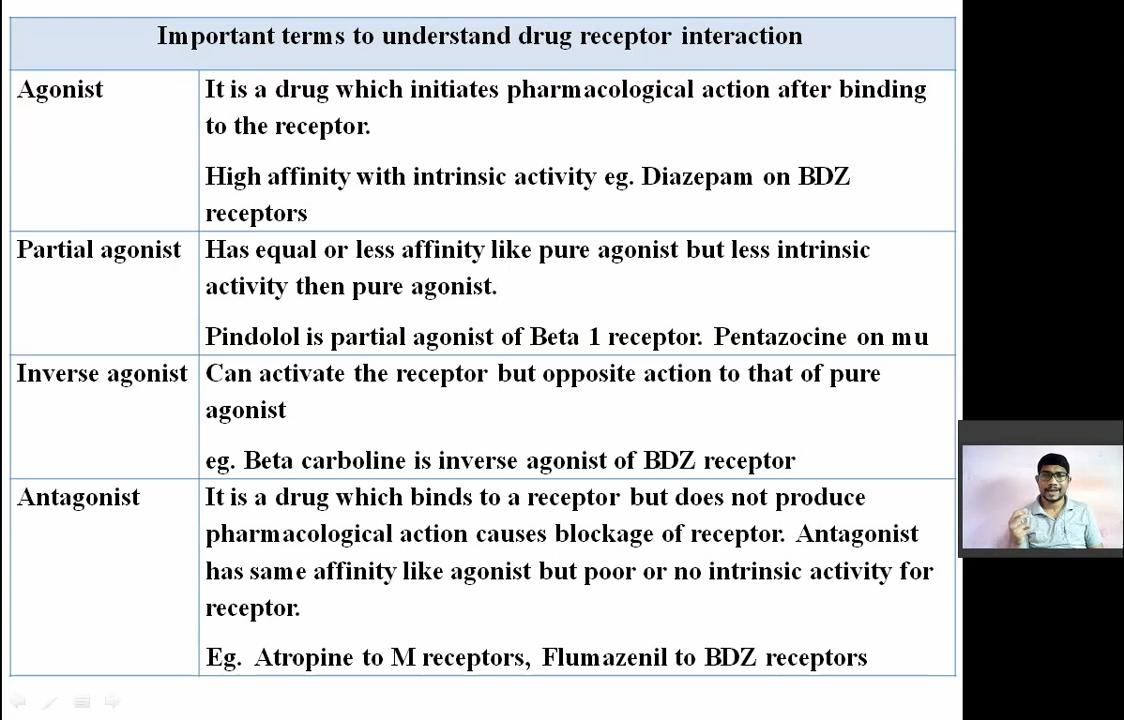 Important terms to understand drug receptor interaction
Agonist
It is a drug which initiates pharmacological action after binding
to the receptor.
High affinity with intrinsic activity eg. Diazepam on BDZ
receptors
Partial agonist
Has equal or less affinity like pure agonist but less intrinsic
activity then pure agonist.
Pindolol is partial agonist of Beta 1 receptor. Pentazocine on mu
Inverse agonist
Can activate the receptor but opposite action to that of pure
agonist
eg. Beta carboline is inverse agonist of BDZ receptor
Antagonist
It is a drug which binds to a receptor but does not produce
pharmacological action causes blockage of receptor. Antagonist
has same affinity like agonist but poor or no intrinsic activity for
receptor.
Eg. Atropine to M receptors, Flumazenil to BDZ receptors